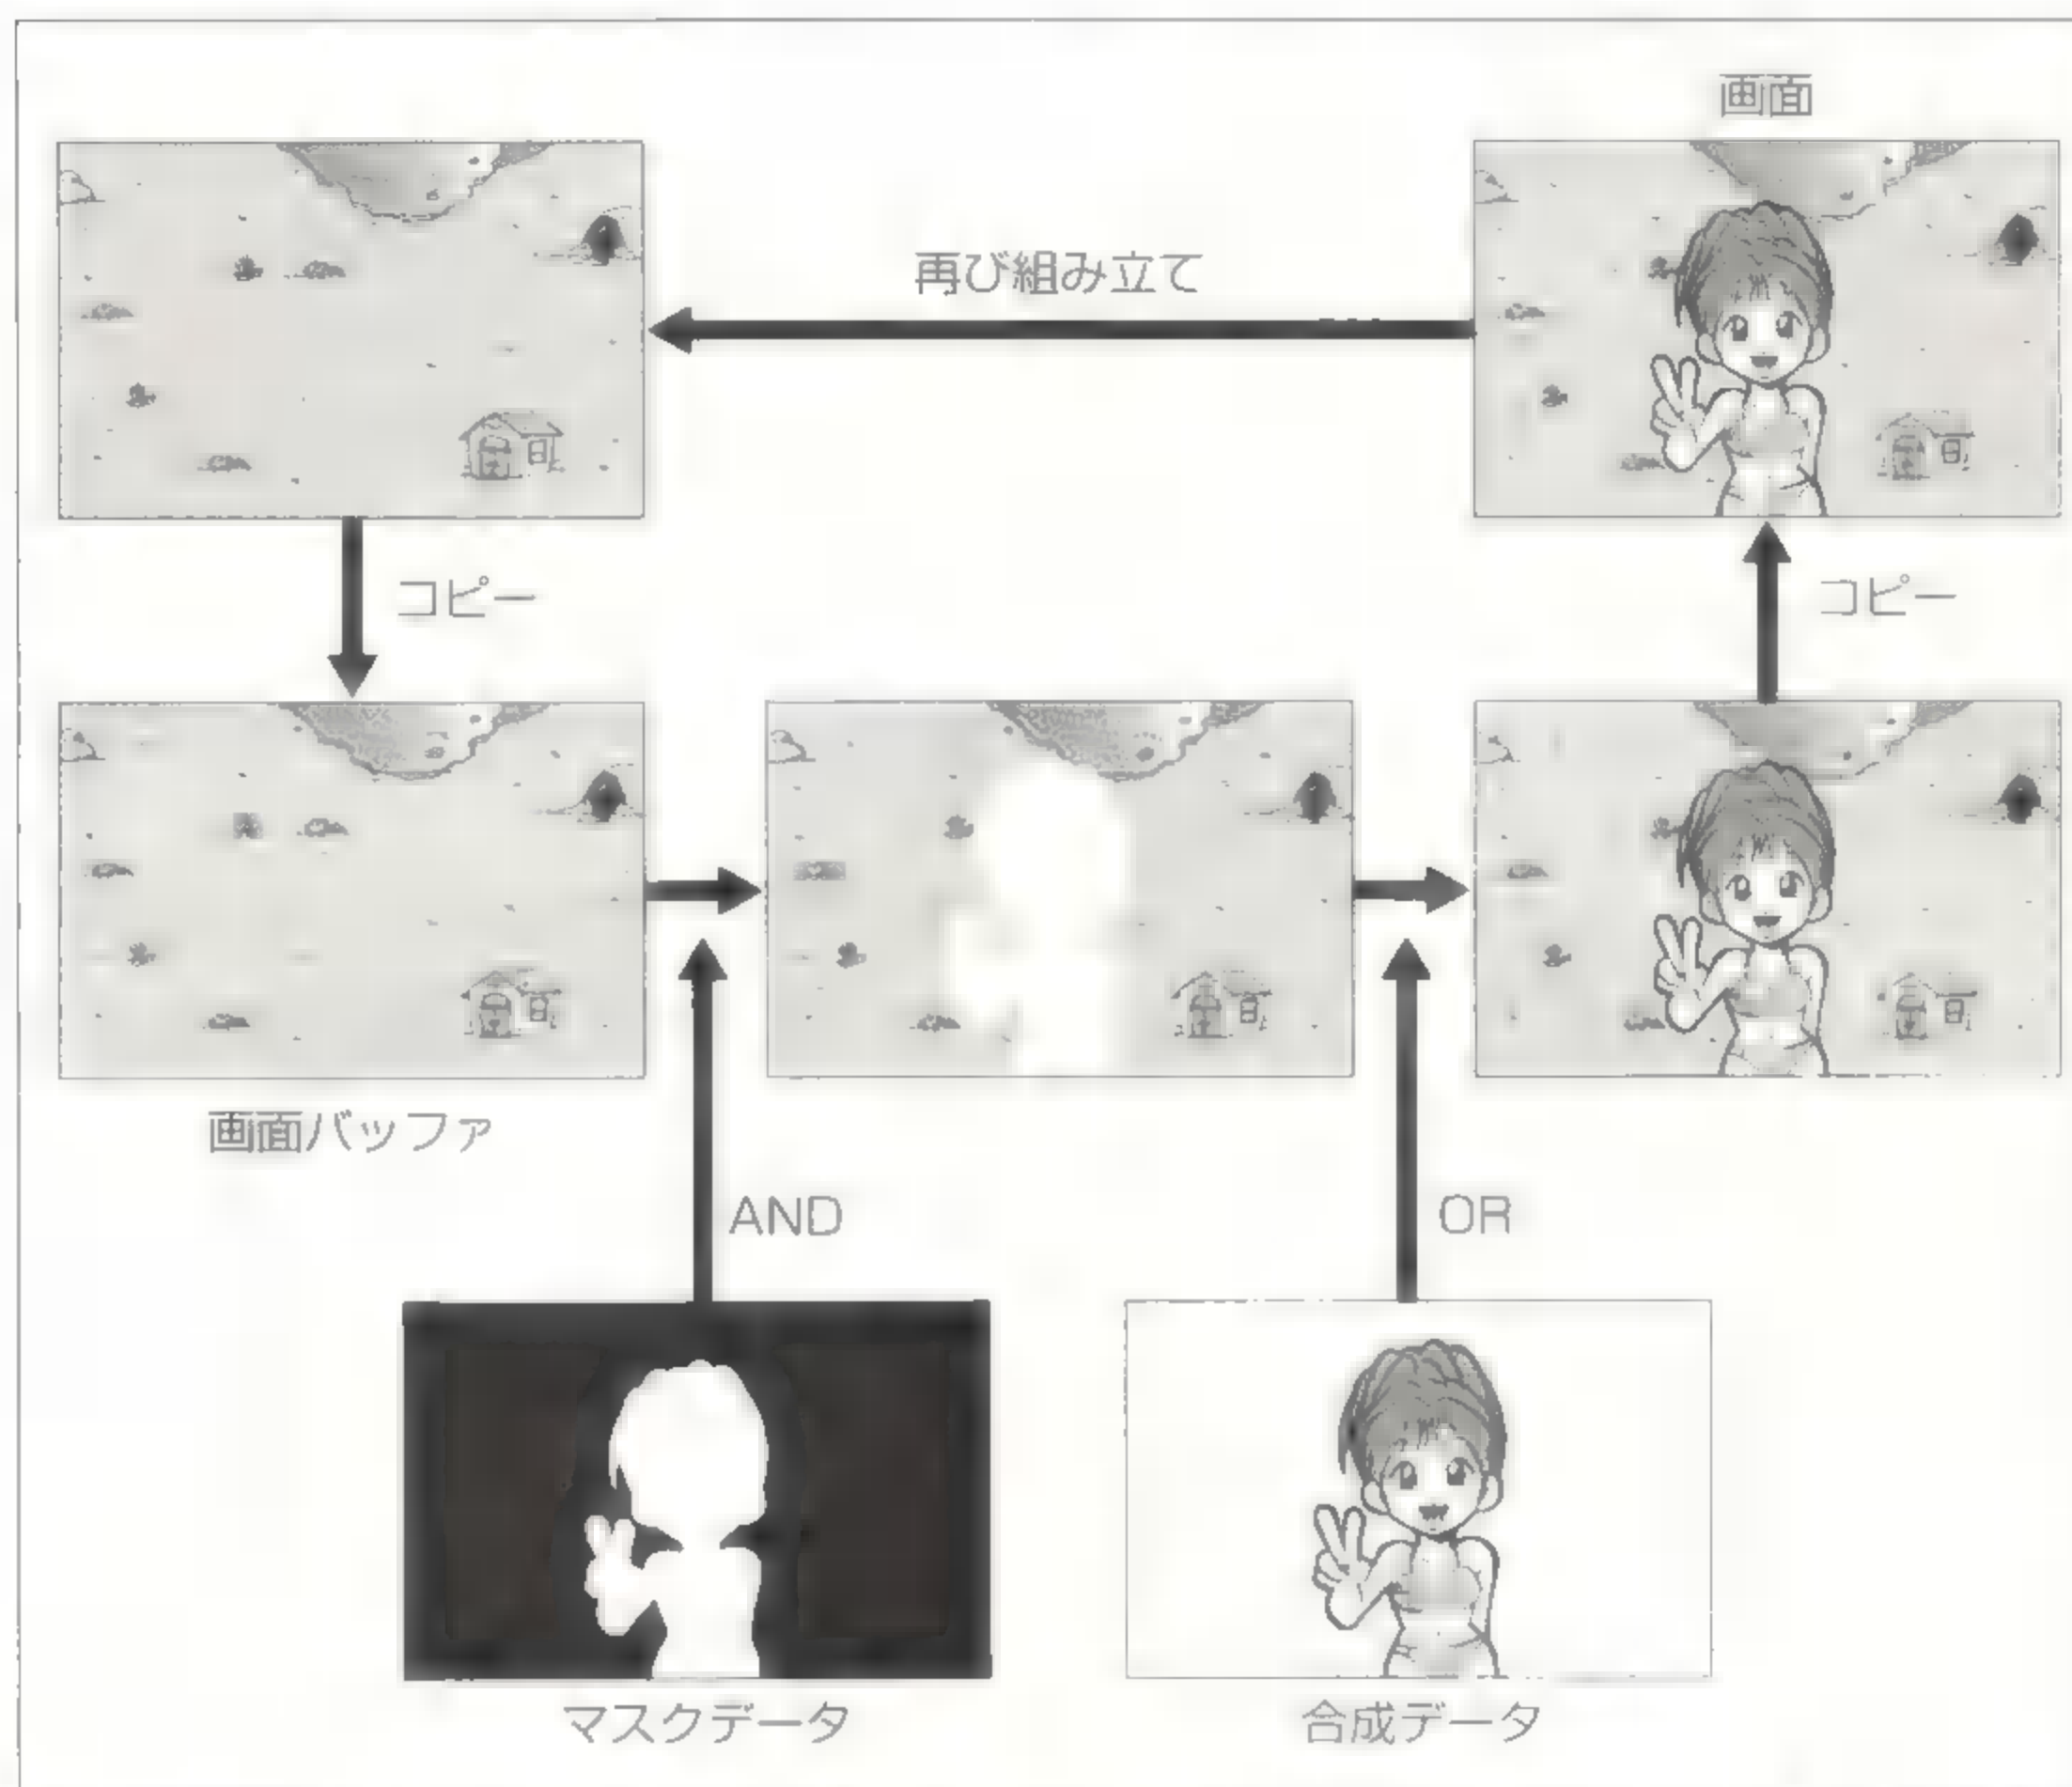 画面
再び組み立て
コピー
コピー
画面バッファ
AND
OR
マスクデータ
合成データ